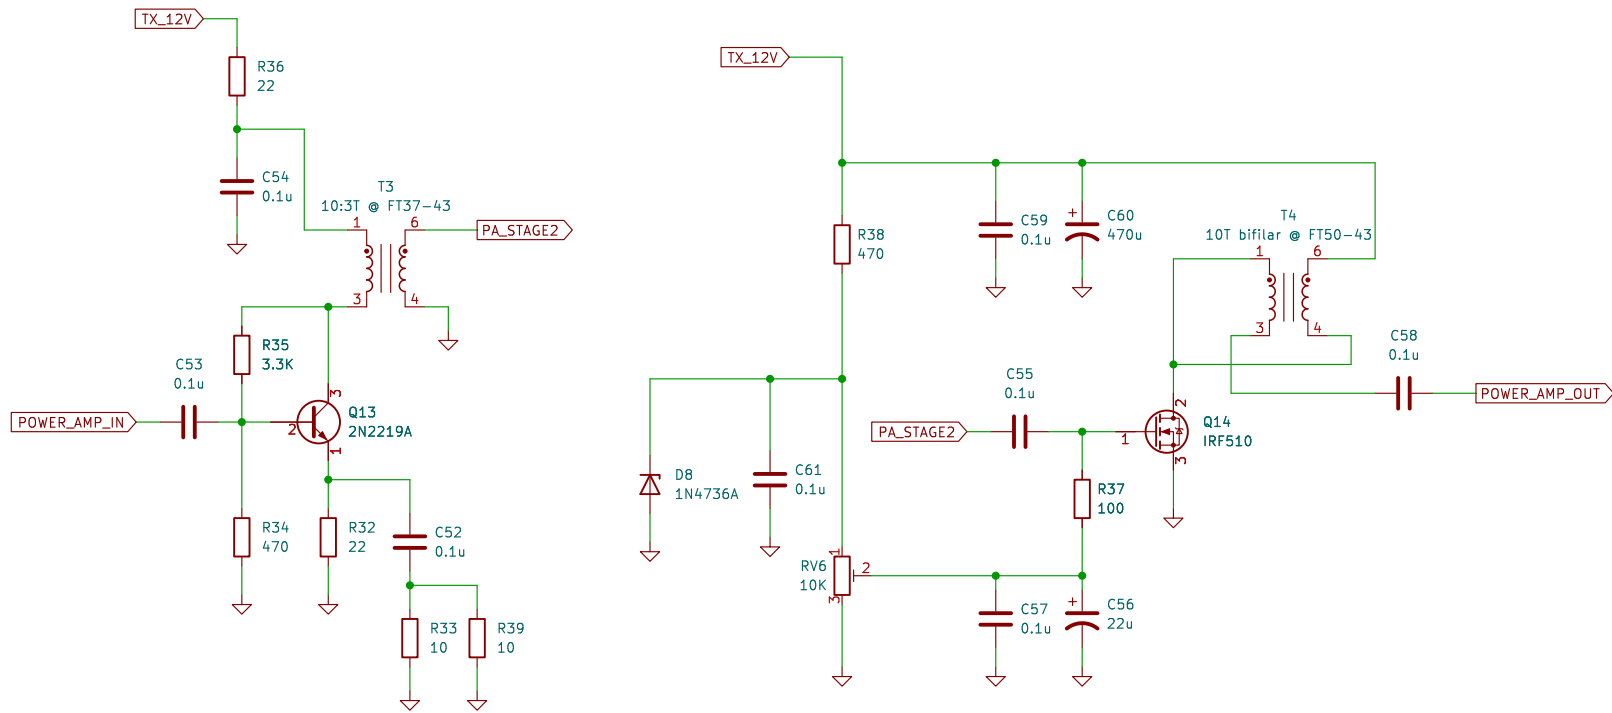 TX_12V
R36
22
C54
0.1u
T3
10:3T @ FT37-43
1
6
3
4
PA_STAGE2
R35
3.3K
C53
0.1u
POWER_AMP_IN
2
3
1
Q13
2N2219A
R34
470
R32
22
C52
0.1u
R33
10
R39
10
TX_12V
R38
470
C59
0.1u
+
C60
470u
T4
10T bifilar @ FT50-43
1
6
3
4
C58
0.1u
POWER_AMP_OUT
C55
0.1u
PA_STAGE2
1
2
3
Q14
IRF510
D8
1N4736A
C61
0.1u
R37
100
RV6
10K
1
2
3
C57
0.1u
+
C56
22u